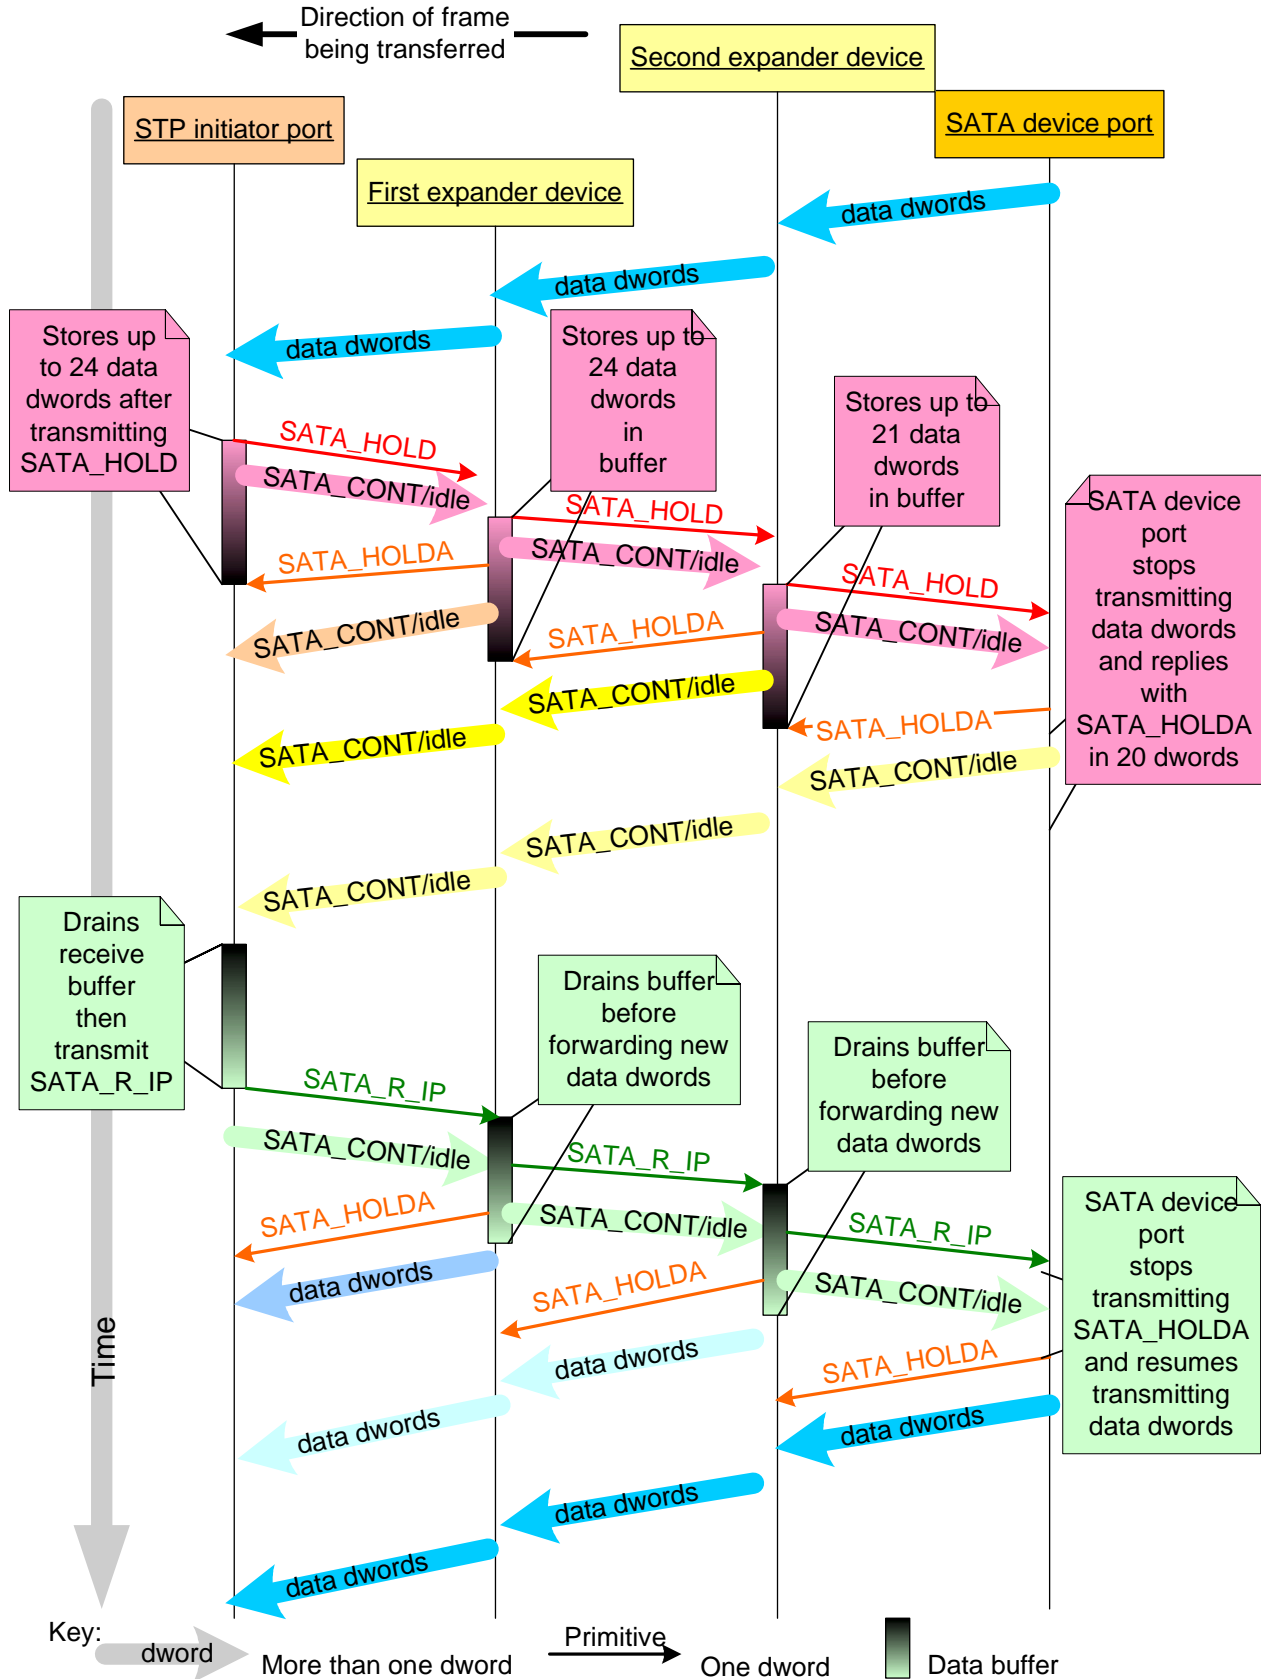 Direction of frame
being transferred
Second expander device
STP initiator port
SATA device port
First expander device
data dwords
data dwords
data dwords
Stores up
to 24 data
dwords after
transmitting
SATA_HOLD
Stores up to
24 data
dwords
in
buffer
Stores up to
21 data
dwords
in buffer
SATA device
port
stops
transmitting
data dwords
and replies
with
SATA_HOLDA
in 20 dwords
SATA_HOLD
SATA_CONT/idle
SATA_HOLD
SATA_CONT/idle
SATA_HOLDA
SATA_HOLD
SATA_CONT/idle
SATA_CONT/idle
SATA_HOLDA
SATA_CONT/idle
SATA_HOLDA
SATA_CONT/idle
SATA_CONT/idle
SATA_CONT/idle
SATA_CONT/idle
Drains
receive
buffer
then
transmit
SATA_R_IP
Drains buffer
before
forwarding new
data dwords
Drains buffer
before
forwarding new
data dwords
SATA_R_IP
SATA_CONT/idle
SATA_R_IP
SATA_HOLDA
SATA_CONT/idle
SATA_R_IP
SATA device
port
stops
transmitting
SATA_HOLDA
and resumes
transmitting
data dwords
data dwords
SATA_HOLDA
SATA_CONT/idle
data dwords
SATA_HOLDA
data dwords
data dwords
data dwords
data dwords
Time
Key:
dword
More than one dword
Primitive
One dword
Data buffer